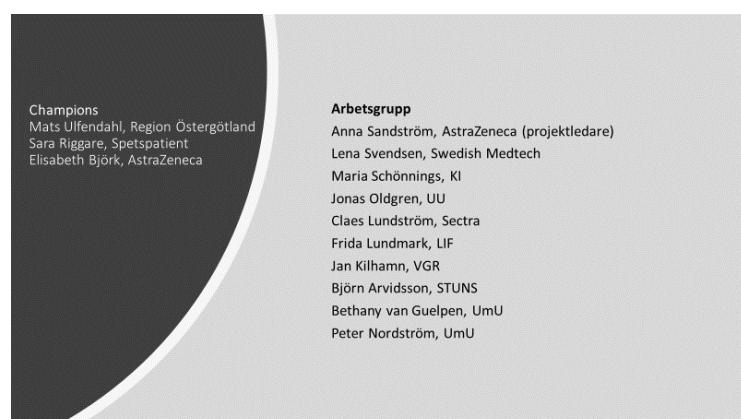 Champions
Mats Ulfendahl, Region Östergötland
Sara Riggare, Spetspatient
Elisabeth Björk, AstraZeneca
Arbetsgrupp
Anna Sandström, AstraZeneca (projektledare)
Lena Svendsen, Swedish Medtech
Maria Schönnings, KI
Jonas Oldgren, UU
Claes Lundström, Sectra
Frida Lundmark, LIF
Jan Kilhamn, VGR
Björn Arvidsson, STUNS
Bethany van Guelpen, UmU
Peter Nordström, UmU